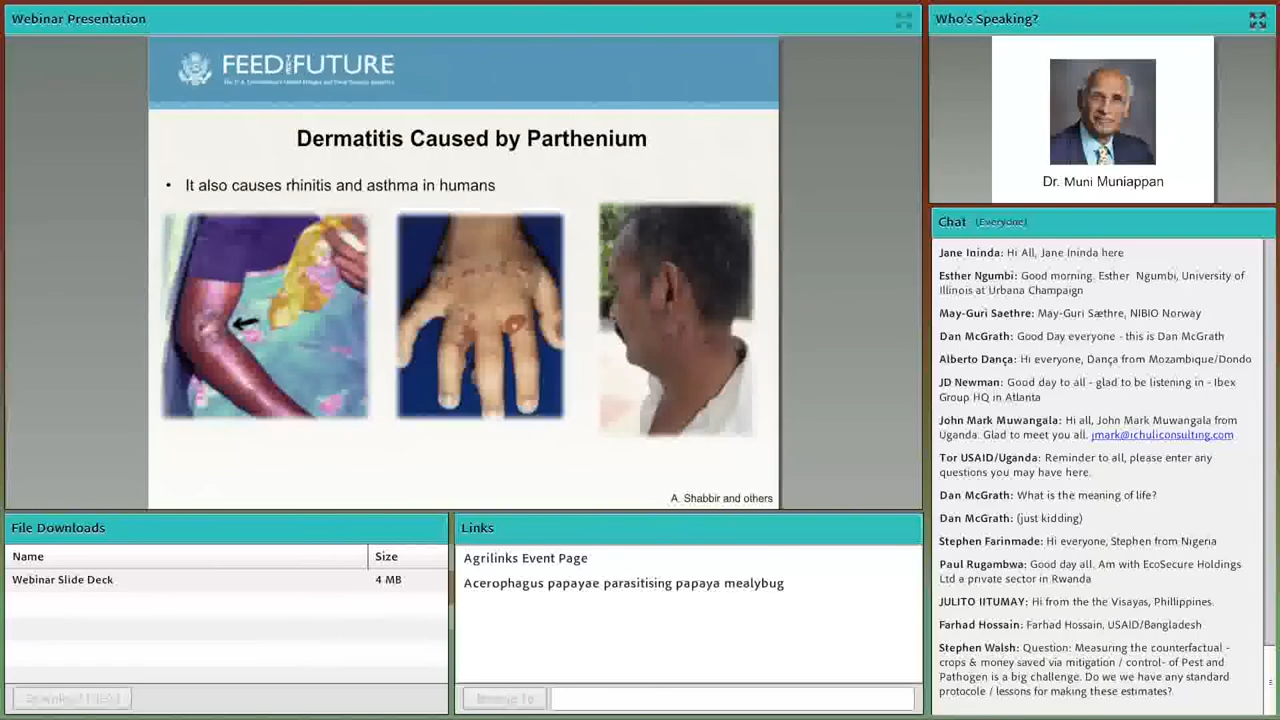 Webinar Presentation
FEED THE FUTURE
Dermatitis Caused by Parthenium
• It also causes rhinitis and asthma in humans
A. Shabbir and others
Who's Speaking?
Dr. Muni Muniappan
Chat (Everyone)
Jane Ininda: Hi All, Jane Ininda here
Esther Ngumbi: Good morning. Esther Ngumbi, University of
Illinois at Urbana Champaign
May-Guri Saethre: May-Guri Sæthre, NIBIO Norway
Dan McGrath: Good Day everyone - this is Dan McGrath
Alberto Dança: Hi everyone, Dança from Mozambique/Dondo
JD Newman: Good day to all - glad to be listening in - Ibex
Group HQ in Atlanta
John Mark Muwangala: Hi all, John Mark Muwangala from
Uganda. Glad to meet you all. jmark@ichuliconsulting.com
Tor USAID/Uganda: Reminder to all, please enter any
questions you may have here.
Dan McGrath: What is the meaning of life?
Dan McGrath: (just kidding)
Stephen Farinmade: Hi everyone, Stephen from Nigeria
Paul Rugambwa: Good day all. Am with EcoSecure Holdings
Ltd a private sector in Rwanda
JULITO IITUMAY: Hi from the the Visayas, Phillippines.
Farhad Hossain: Farhad Hossain, USAID/Bangladesh
Stephen Walsh: Question: Measuring the counterfactual -
crops & money saved via mitigation / control- of Pest and
Pathogen is a big challenge. Do we we have any standard
protocole / lessons for making these estimates?
File Downloads
Name Size
Webinar Slide Deck 4 MB
Links
Agrilinks Event Page
Acerophagus papayae parasitising papaya mealybug
Browse To